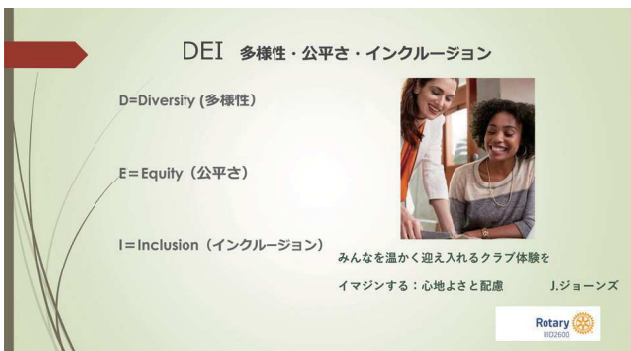 DEI 多様性・公平さ・インクルージョン
D=Diversity (多様性)
E=Equity（公平さ）
I=Inclusion（インクルージョン）
みんなを温かく迎え入れるクラブ体験を
イマジンする：心地よさと配慮 J.ジョーンズ
Rotary
IID2600